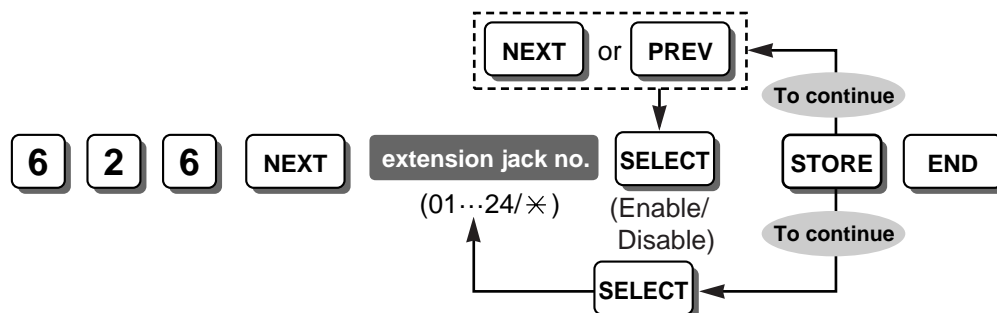 NEXT or PREV
To continue
6 2 6 NEXT extension jack no. SELECT STORE END
(01···24/✳)
(Enable/
Disable)
To continue
SELECT